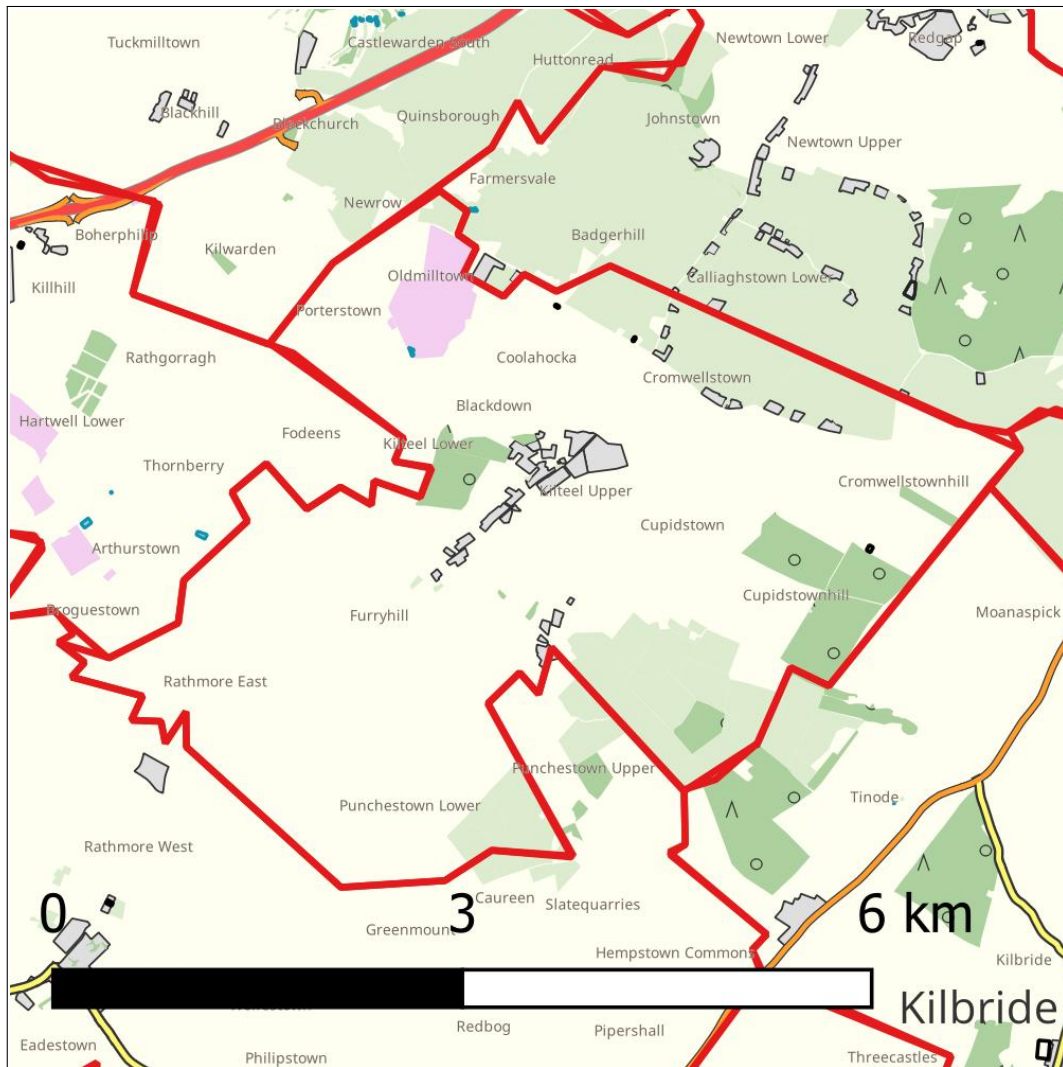 Tuckmilltown
Castlewarden South
Newtown Lower
Redgap
Huttonread
Blackhill
Blackchurch
Quinsborough
Johnstown
Newtown Upper
Farmersvale
Newrow
Boherphilip
Kilwarden
Badgerhill
Killhill
Oldmilltown
Calliaghstown Lower
Porterstown
Rathgorragh
Coolahocka
Cromwellstown
Hartwell Lower
Blackdown
Fodeens
Kilteel Lower
Thornberry
Cromwellstownhill
Kilteel Upper
Cupidstown
Arthurstown
Broguestown
Furryhill
Cupidstownhill
Moanaspick
Rathmore East
Punchestown Upper
Punchestown Lower
Tinode
Rathmore West
Caureen
Slatequarries
0 3 6 km
Greenmount
Hempstown Commons
Kilbride
Kilbride
Redbog
Pipershall
Eadestown
Philipstown
Threecastles